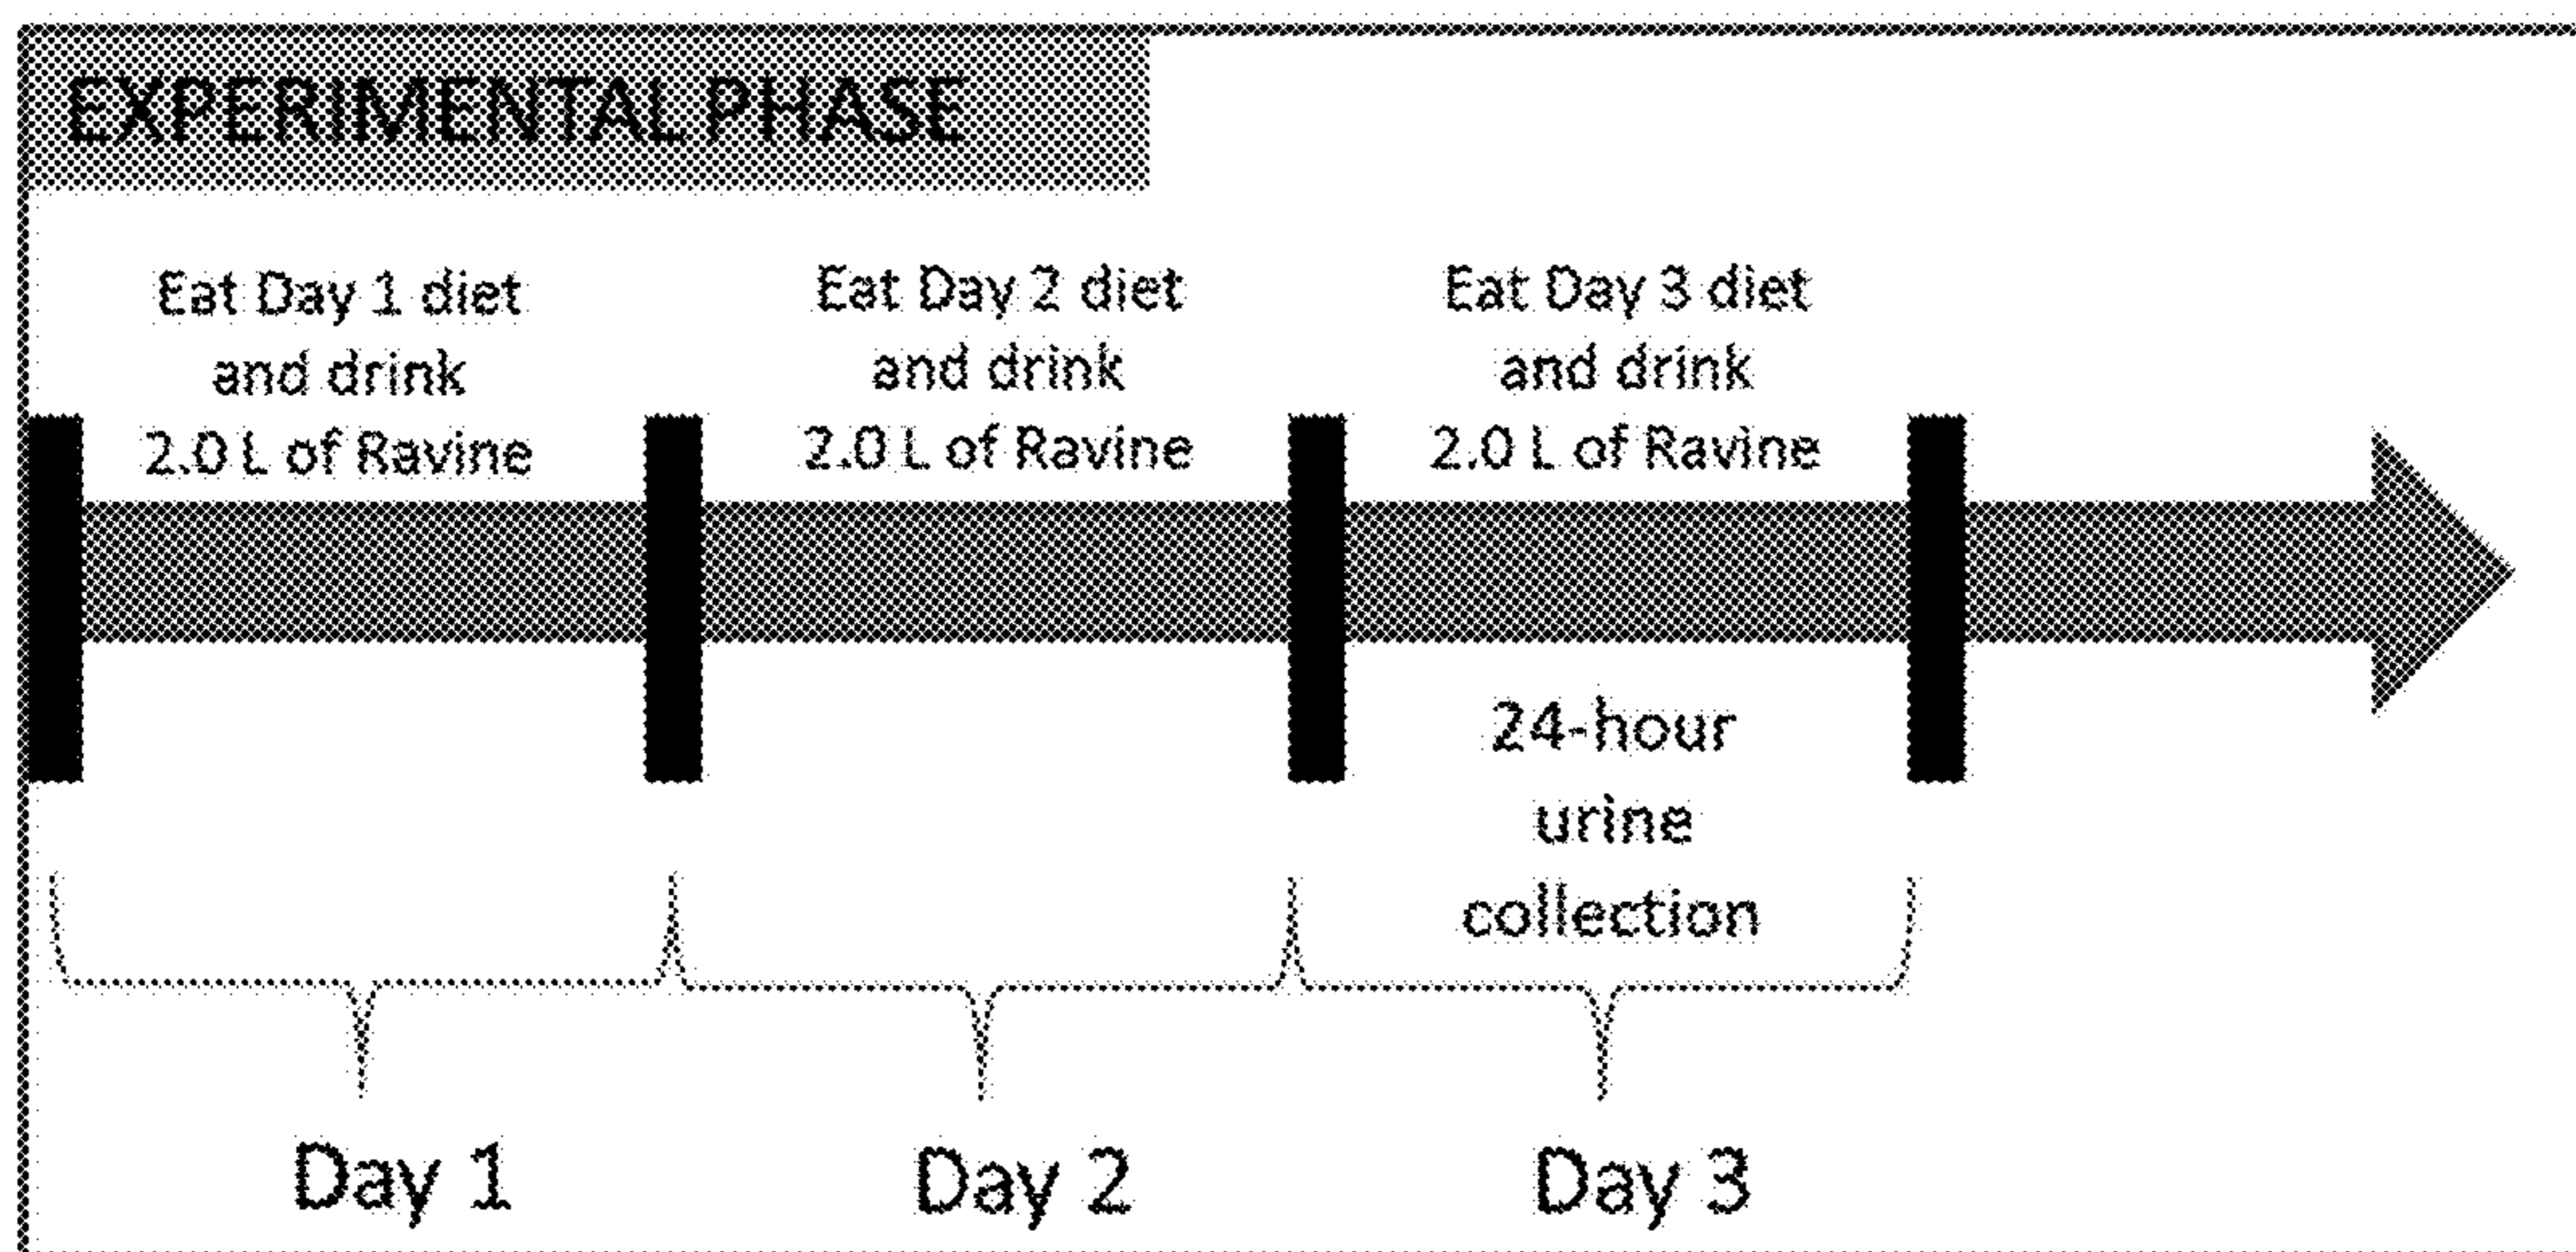 EXPERIMENTAL PHASE
Eat Day 1 diet
and drink
2.0 L of Ravine
Eat Day 2 diet
and drink
2.0 L of Ravine
Eat Day 3 diet
and drink
2.0 L of Ravine
24-hour
urine
collection
Day 1
Day 2
Day 3